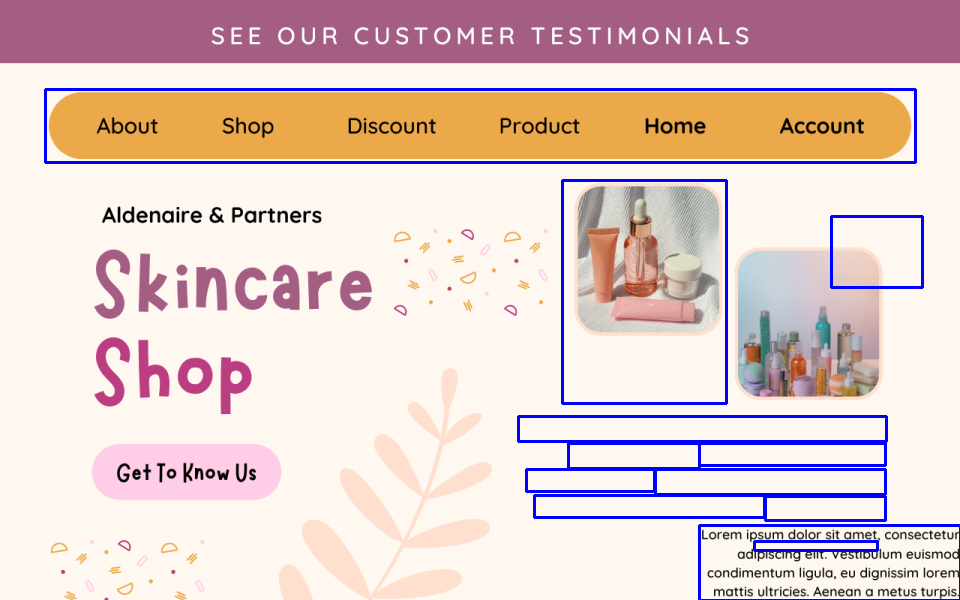 SEE OUR CUSTOMER TESTIMONIALS
About Shop Discount Product Home Account
Aldenaire & Partners
Skincare
Shop
Get To Know Us
Lorem ipsum dolor sit amet, consectetur
adipiscing elit. Vestibulum euismod
condimentum ligula, eu dignissim lorem
mattis ultricies. Aenean a metus turpis,